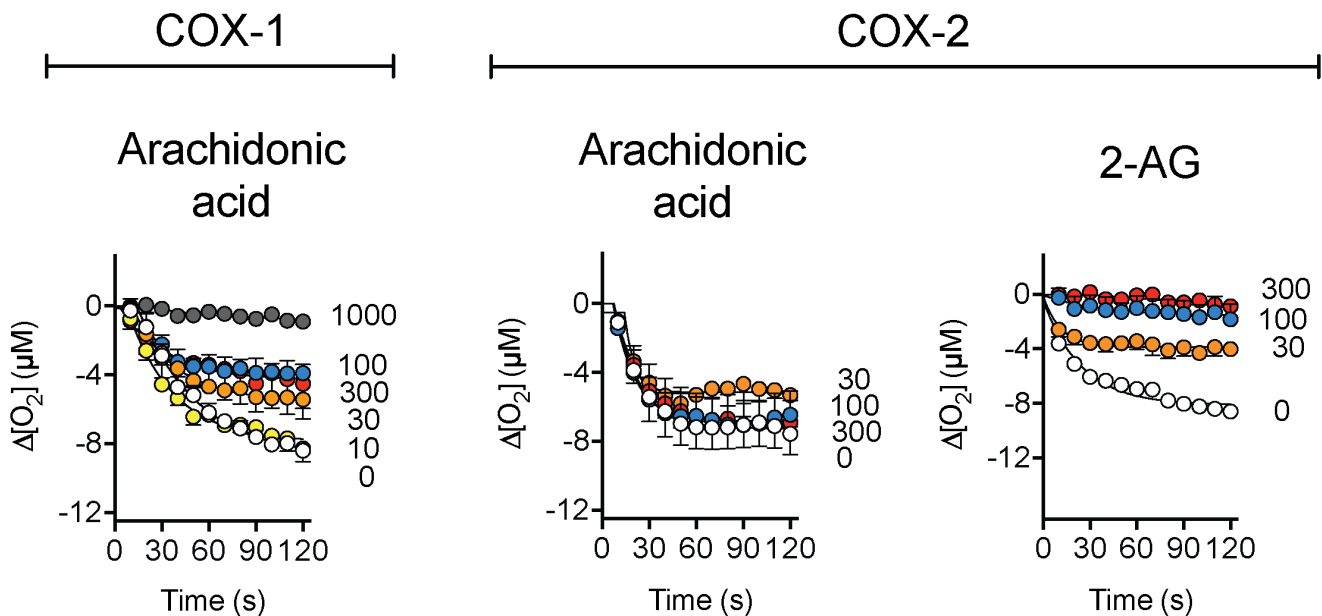 COX-1
COX-2
Arachidonic
acid
Arachidonic
acid
2-AG
Δ[O₂] (μM)
0
-4
-8
-12
0 30 60 90 120
Time (s)
1000
100
300
30
10
0
Δ[O₂] (μM)
0
-4
-8
-12
0 30 60 90 120
Time (s)
30
100
300
0
Δ[O₂] (μM)
0
-4
-8
-12
0 30 60 90 120
Time (s)
300
100
30
0